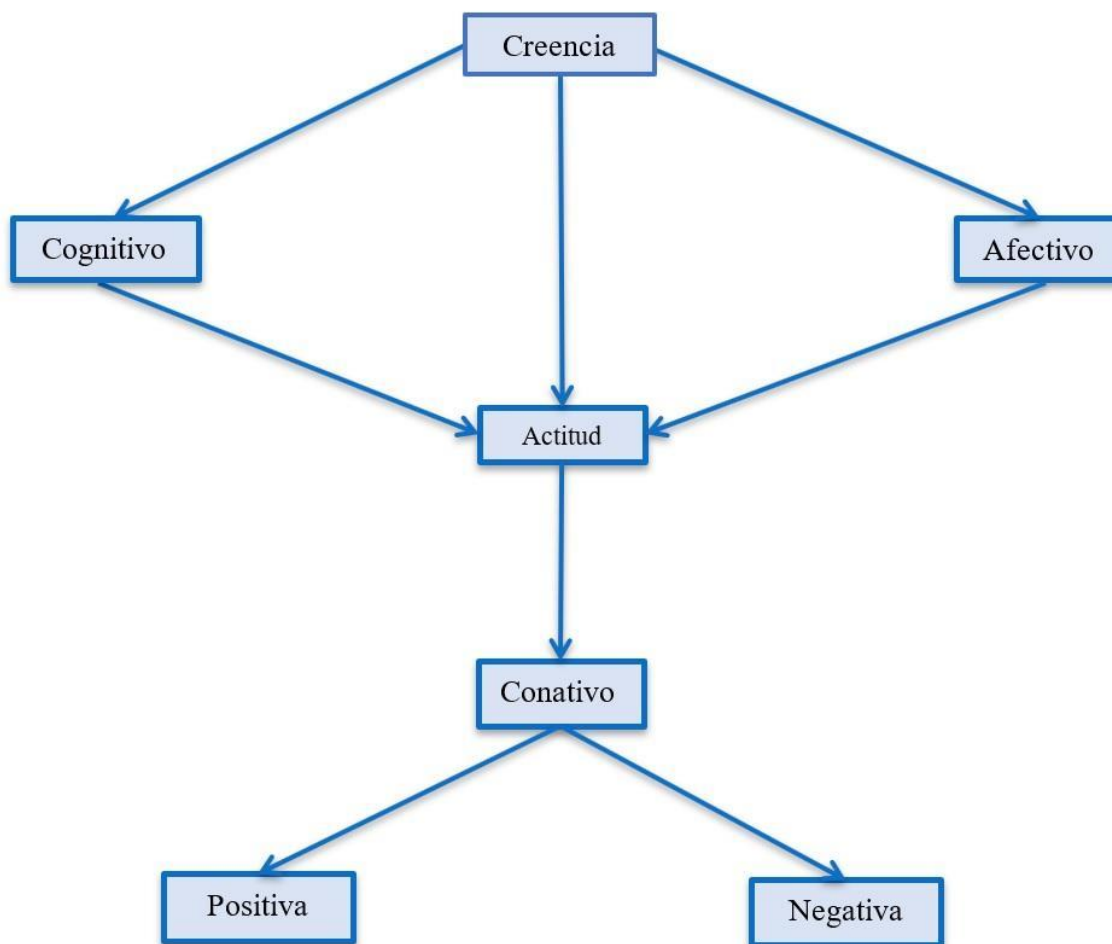 Creencia
Cognitivo
Afectivo
Actitud
Conativo
Positiva
Negativa